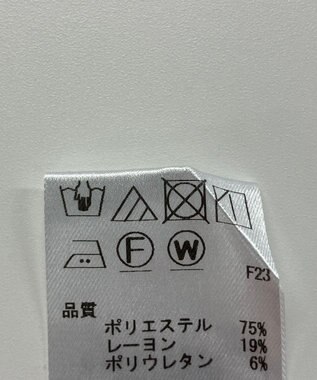 F W
F23
品質
ポリエステル 75%
レーヨン 19%
ポリウレタン 6%